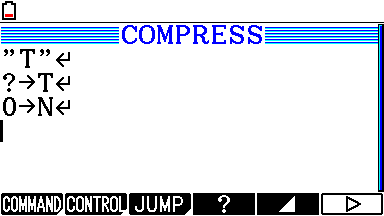 COMPRESS
"T"↵
?→T↵
0→N↵
COMMAND CONTROL JUMP ? ◢ ▷